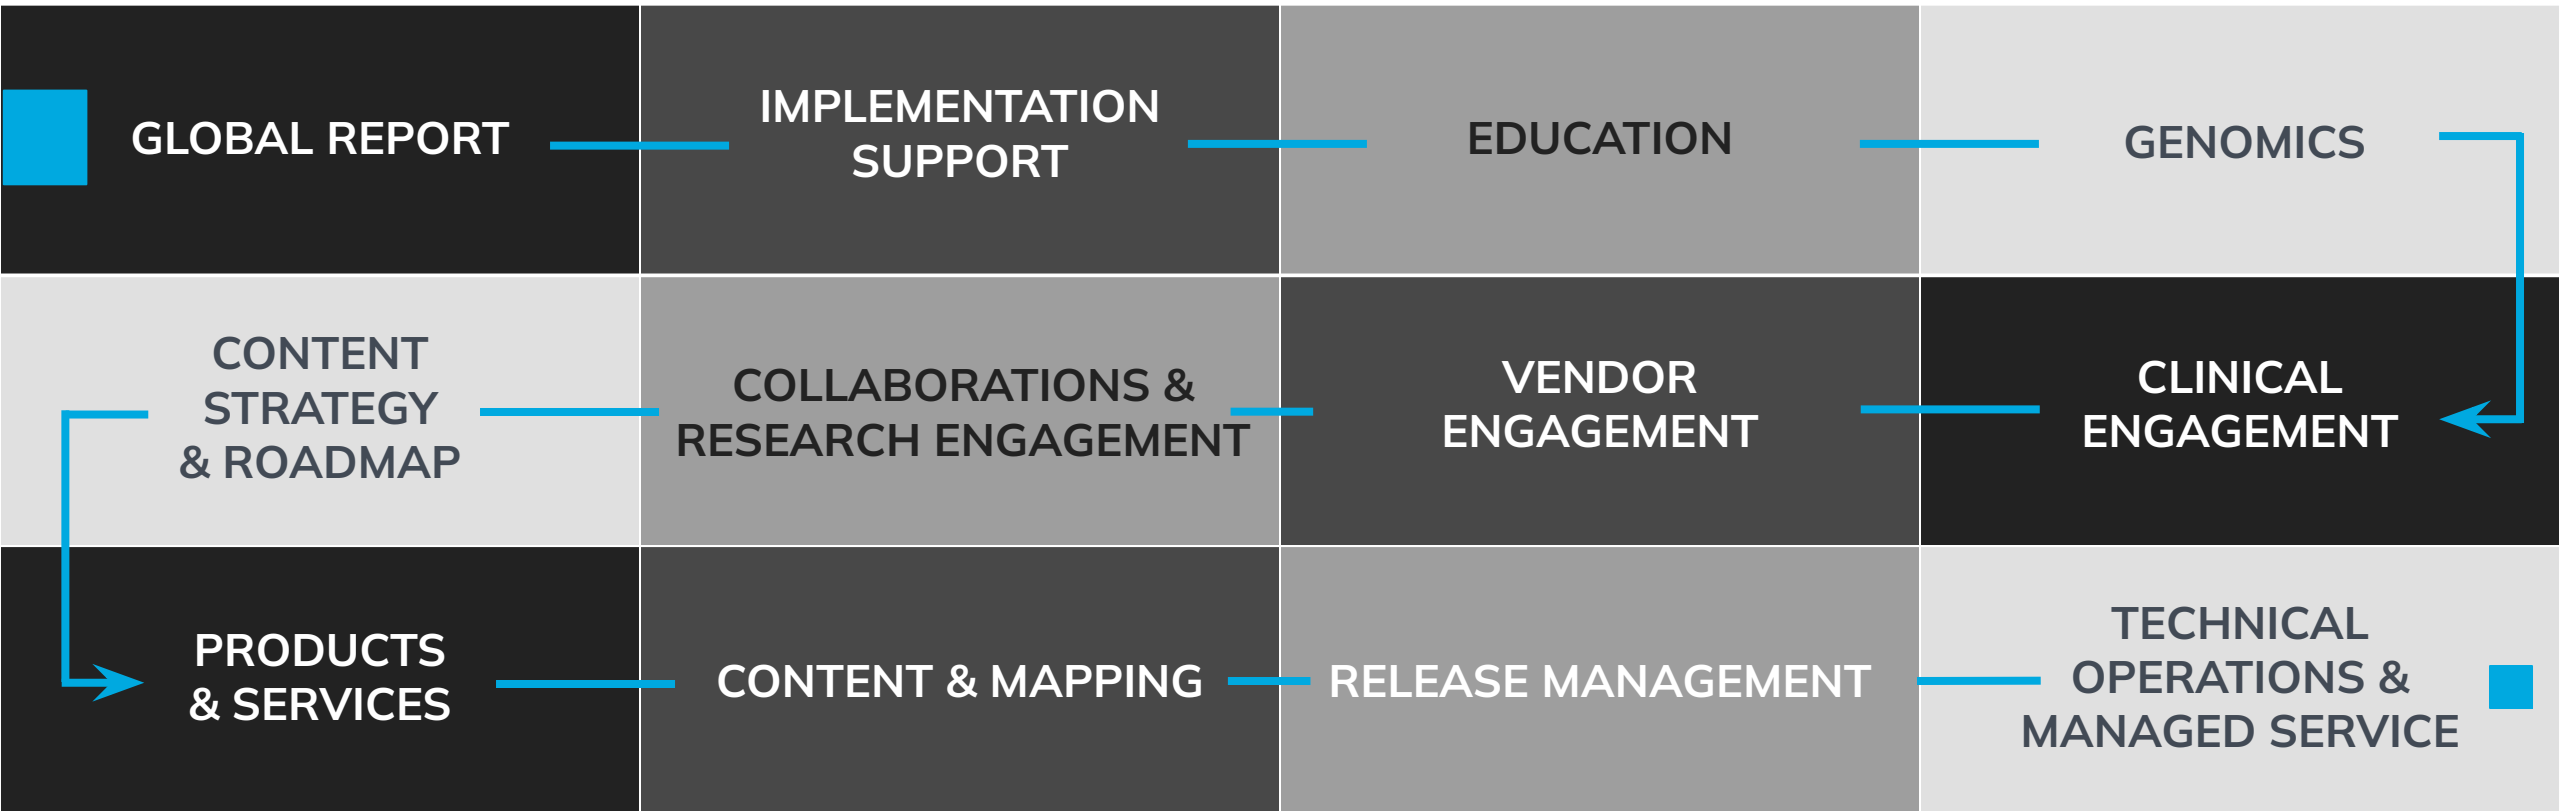 GLOBAL REPORT
IMPLEMENTATION
SUPPORT
EDUCATION
GENOMICS
CONTENT
STRATEGY
& ROADMAP
COLLABORATIONS &
RESEARCH ENGAGEMENT
VENDOR
ENGAGEMENT
CLINICAL
ENGAGEMENT
PRODUCTS
& SERVICES
CONTENT & MAPPING
RELEASE MANAGEMENT
TECHNICAL
OPERATIONS &
MANAGED SERVICE